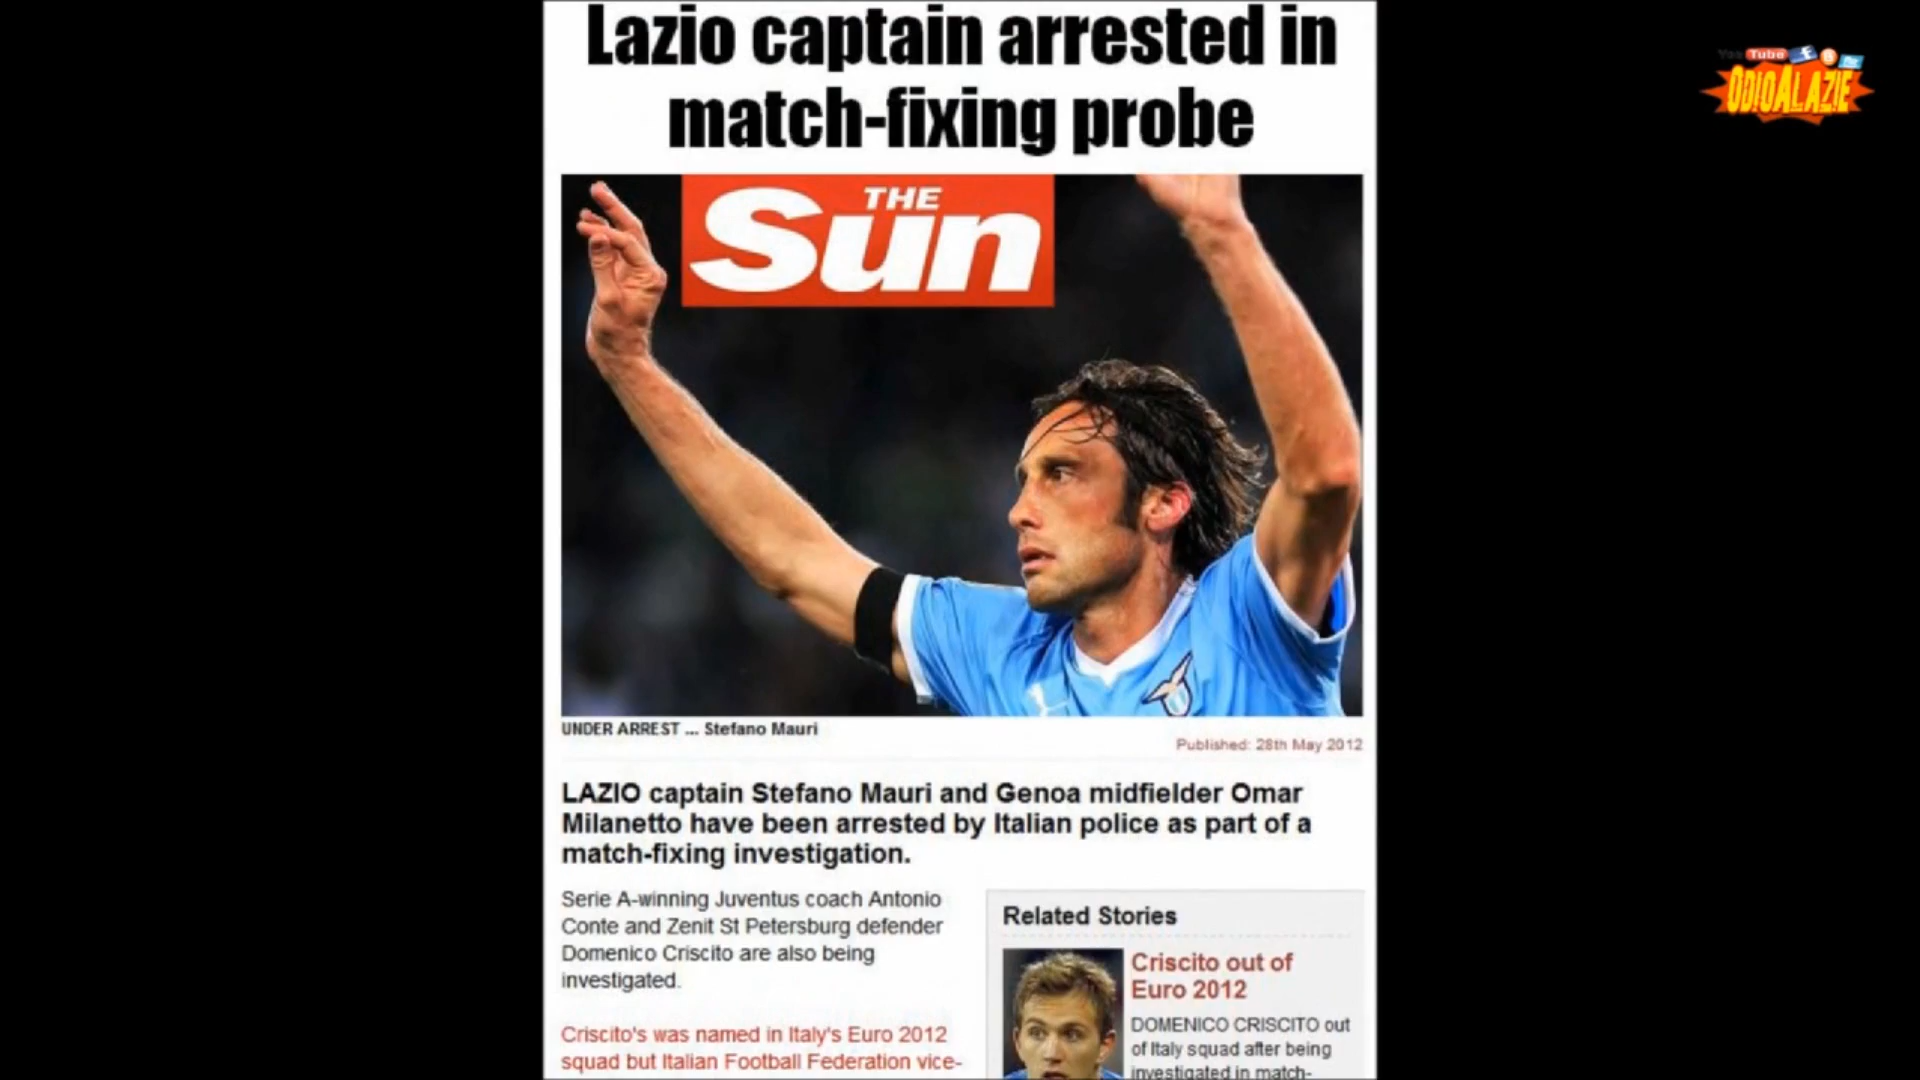 Lazio captain arrested in
match-fixing probe
You Tube
ODIOALAZIE
THE
Sun
UNDER ARREST ... Stefano Mauri
Published: 28th May 2012
LAZIO captain Stefano Mauri and Genoa midfielder Omar
Milanetto have been arrested by Italian police as part of a
match-fixing investigation.
Serie A-winning Juventus coach Antonio
Conte and Zenit St Petersburg defender
Domenico Criscito are also being
investigated.
Criscito's was named in Italy's Euro 2012
squad but Italian Football Federation vice-
Related Stories
Criscito out of
Euro 2012
DOMENICO CRISCITO out
of Italy squad after being
investigated in match-